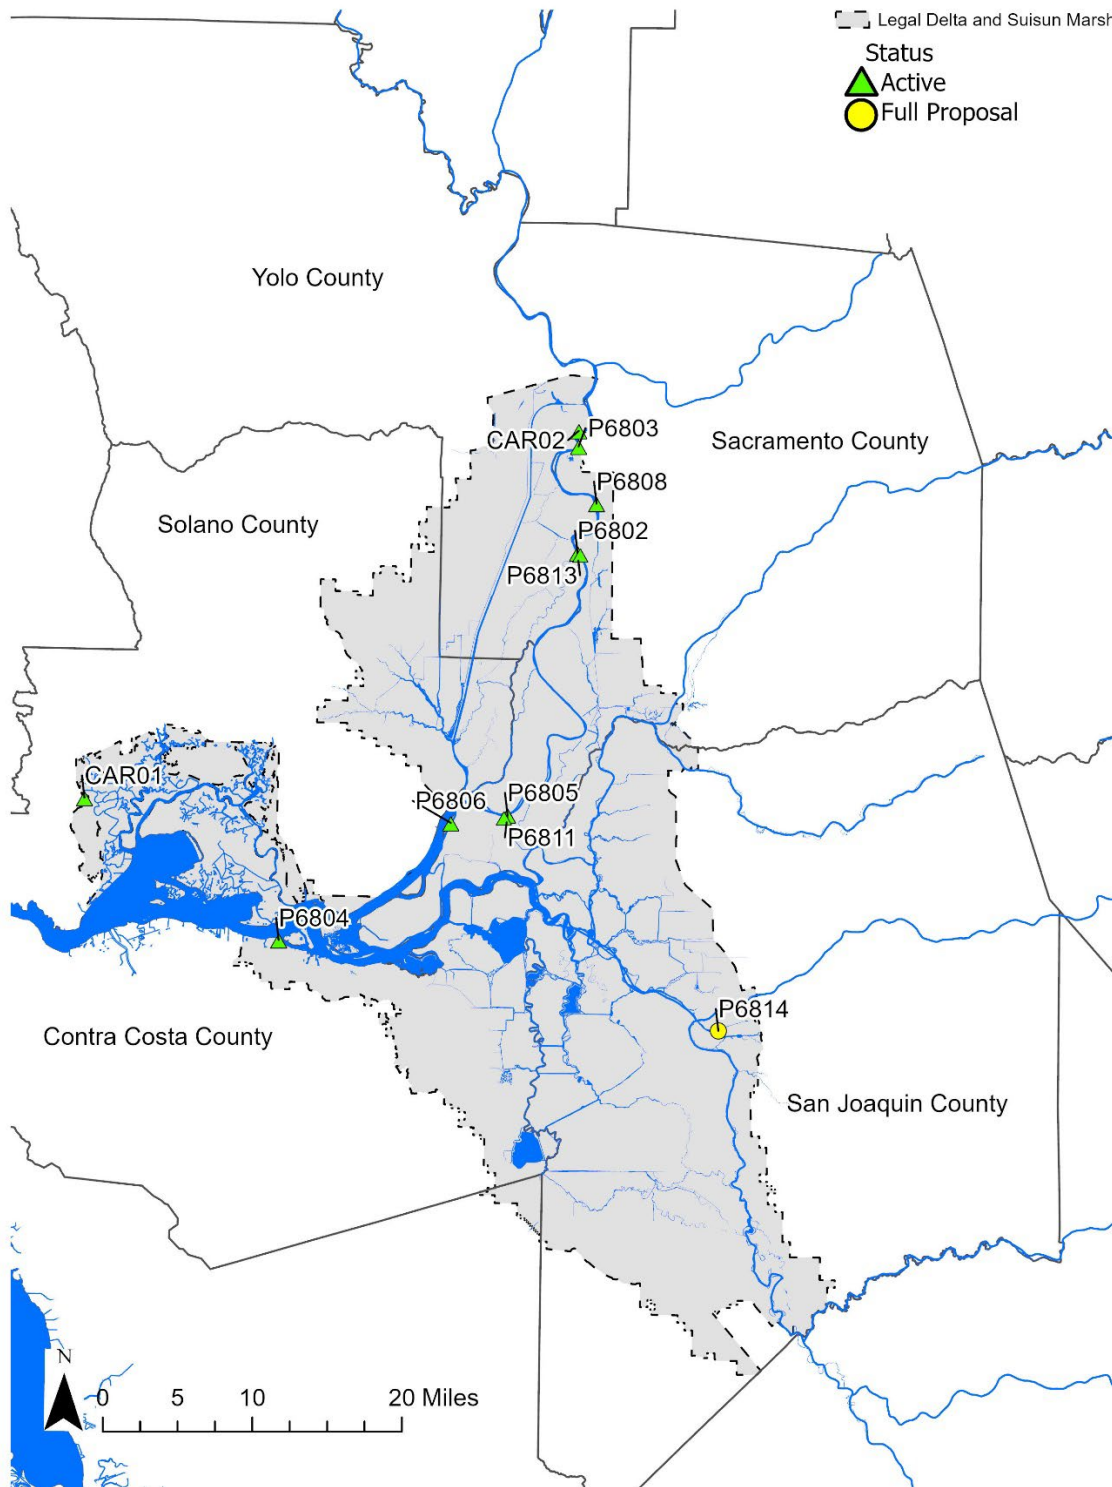 Legal Delta and Suisun Marsh
Status
Active
Full Proposal
Yolo County
CAR02
P6803
Sacramento County
P6808
Solano County
P6802
P6813
CAR01
P6806
P6805
P6811
P6804
P6814
Contra Costa County
San Joaquin County
N
0 5 10 20 Miles